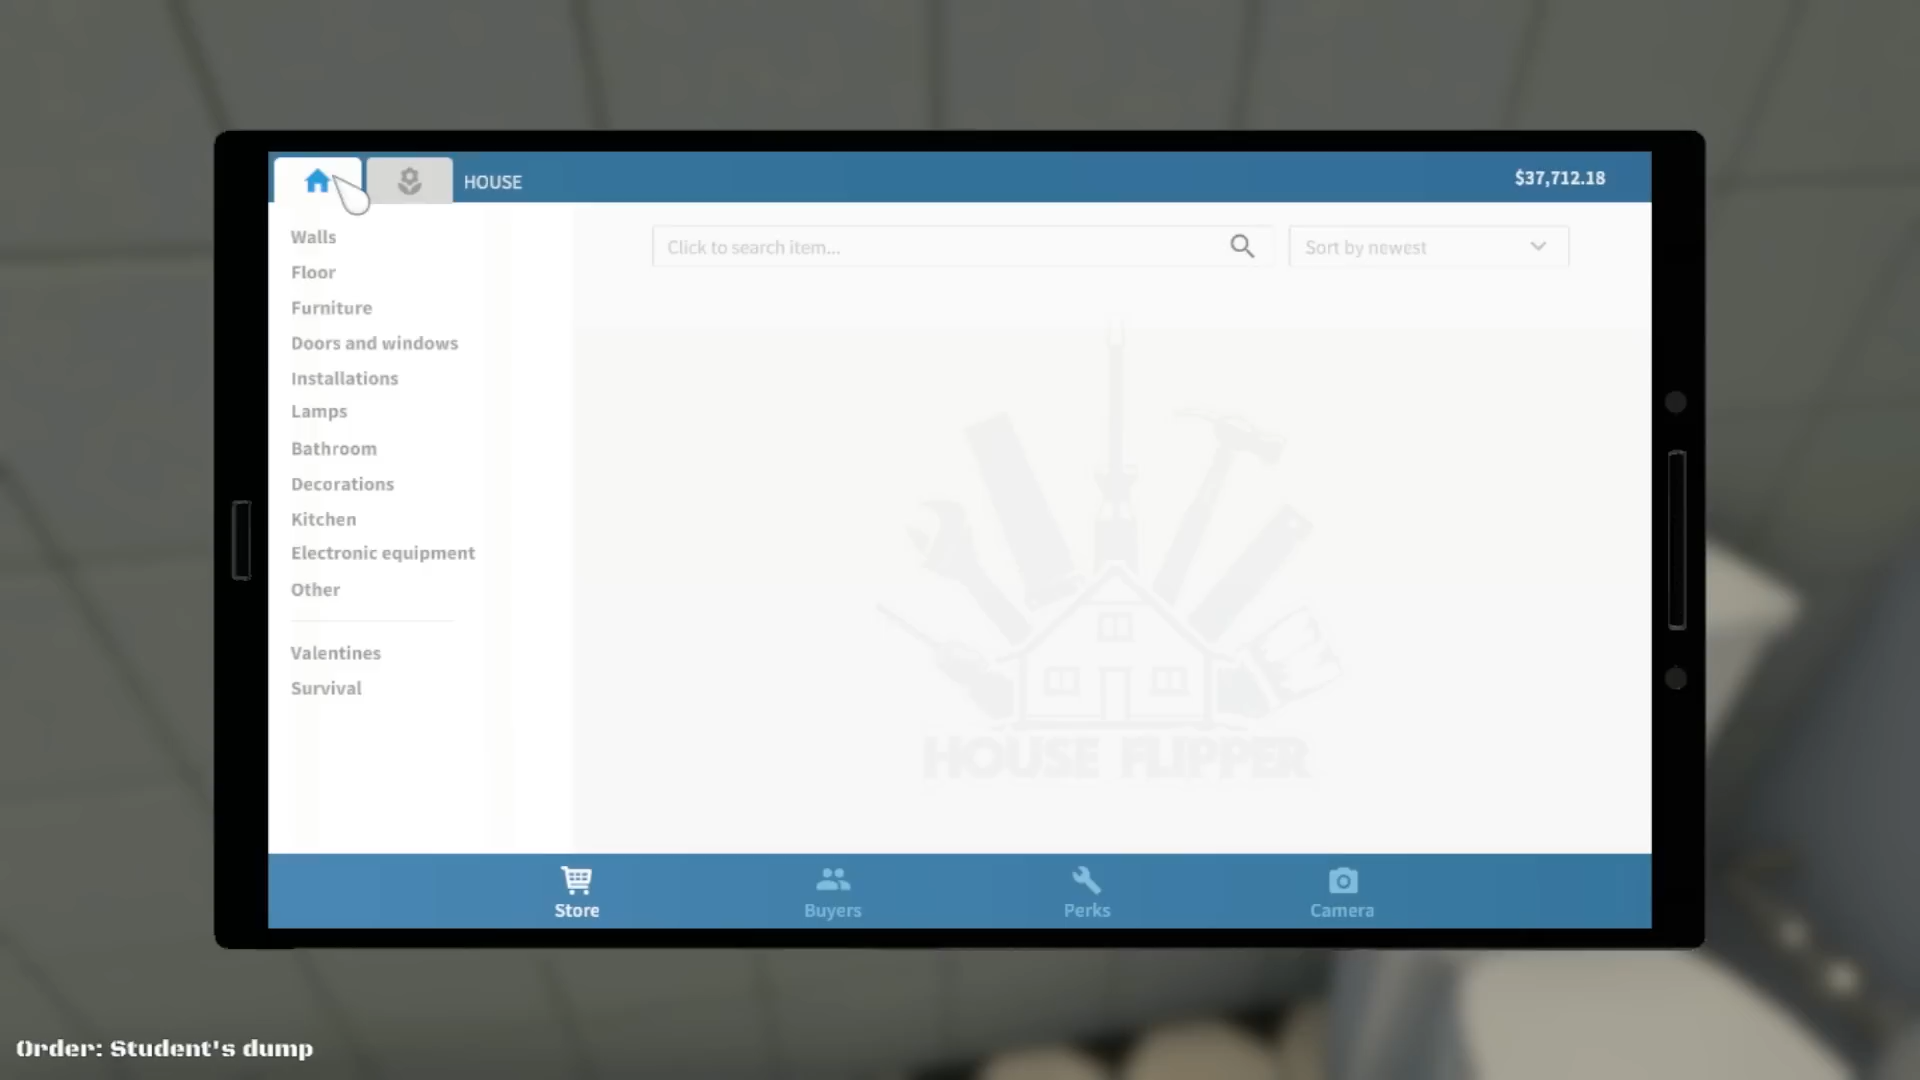 HOUSE
$37,712.18
Walls
Floor
Furniture
Doors and windows
Installations
Lamps
Bathroom
Decorations
Kitchen
Electronic equipment
Other
Valentines
Survival
Click to search item...
Sort by newest
HOUSE FLIPPER
Store
Buyers
Perks
Camera
Order: Student's dump